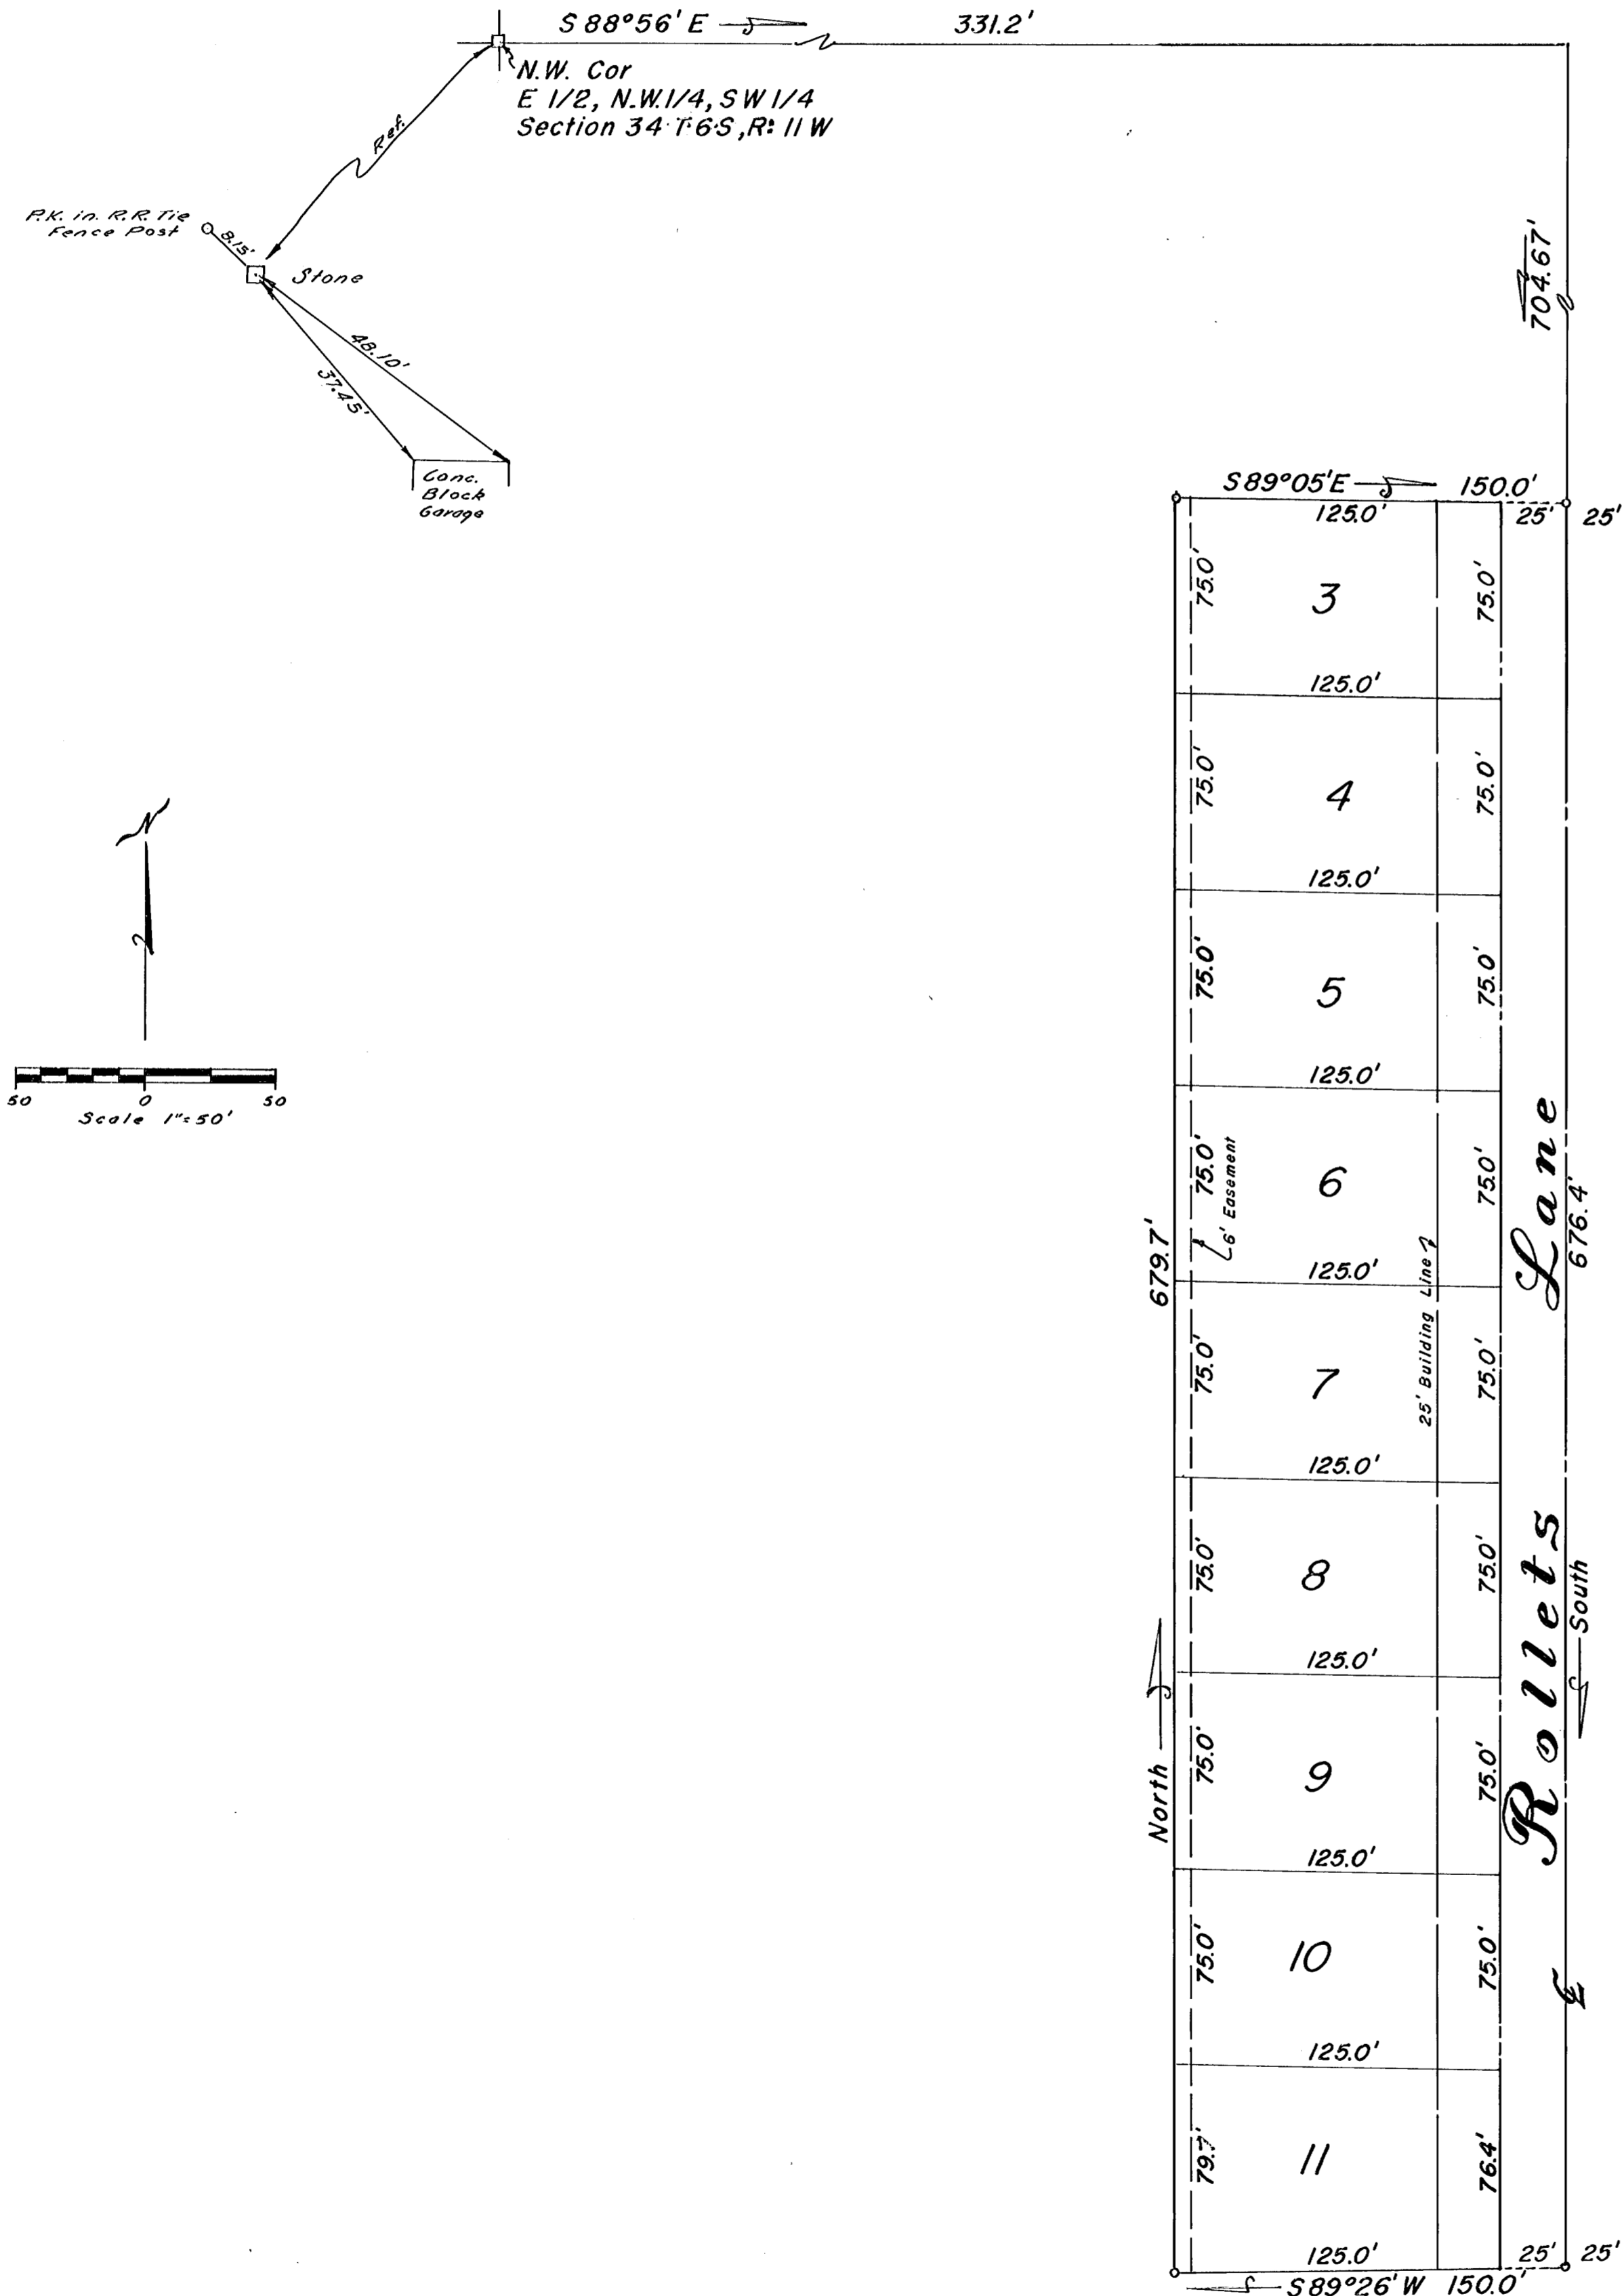 S 88°56' E 331.2'
N.W. Cor
E 1/2, N.W. 1/4, SW 1/4
Section 34 T·6·S, R: 11 W
Ref.
P.K. in. R.R. Tie
Fence Post
8.15'
Stone
48.10'
37.45'
Conc.
Block
Garage
704.67'
S 89°05' E 150.0'
125.0' 25' 25'
75.0' 3 75.0'
125.0'
75.0' 4 75.0'
125.0'
75.0' 5 75.0'
125.0'
N
50 0 50
Scale 1"=50'
75.0' 6 75.0'
6' Easement
125.0'
679.7'
25' Building Line
Rollets Lane
676.4'
75.0' 7 75.0'
125.0'
75.0' 8 75.0'
125.0'
South
North
75.0' 9 75.0'
125.0'
75.0' 10 75.0'
125.0'
79.7' 11 76.4'
125.0' 25' 25'
S 89°26' W 150.0'